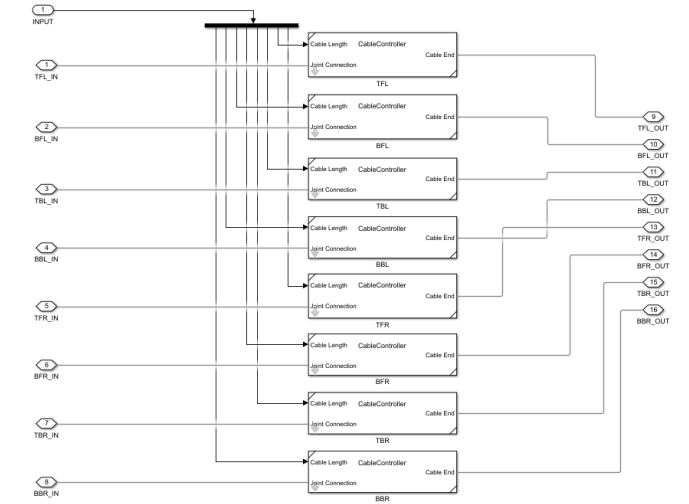 1
INPUT
Cable Length CableController
Cable End
1
Joint Connection
TFL_IN
TFL
Cable Length CableController
Cable End
9
TFL_OUT
2
Joint Connection
BFL_IN
BFL
10
BFL_OUT
Cable Length CableController
Cable End
11
TBL_OUT
3
Joint Connection
TBL_IN
TBL
12
BBL_OUT
Cable Length CableController
Cable End
13
TFR_OUT
4
Joint Connection
BBL_IN
BBL
14
BFR_OUT
Cable Length CableController
Cable End
15
TBR_OUT
5
Joint Connection
TFR_IN
TFR
16
BBR_OUT
Cable Length CableController
Cable End
6
Joint Connection
BFR_IN
BFR
Cable Length CableController
Cable End
7
Joint Connection
TBR_IN
TBR
Cable Length CableController
Cable End
8
Joint Connection
BBR_IN
BBR